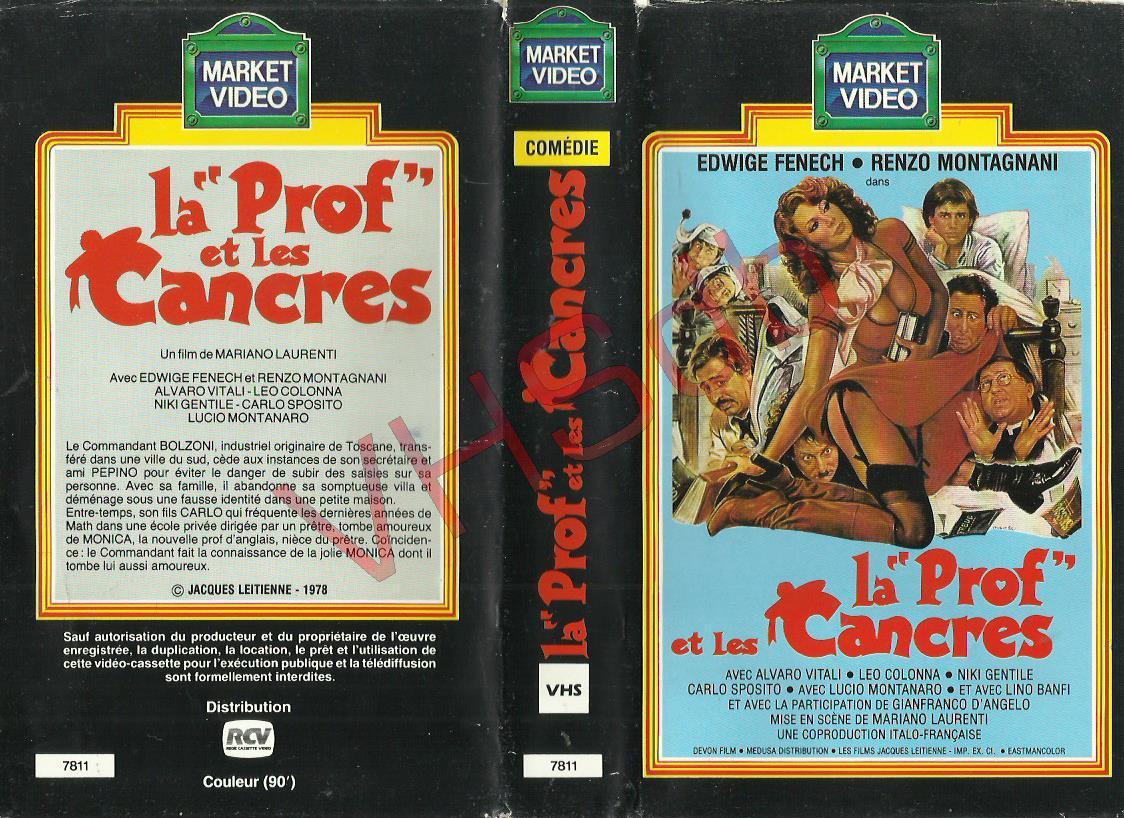 MARKET
VIDEO
la "Prof"
et les
Cancres
Un film de MARIANO LAURENTI
Avec EDWIGE FENECH et RENZO MONTAGNANI
ALVARO VITALI - LEO COLONNA
NIKI GENTILE - CARLO SPOSITO
LUCIO MONTANARO
Le Commandant BOLZONI, industriel originaire de Toscane, trans-
féré dans une ville du sud, cède aux instances de son secrétaire et
ami PEPINO pour éviter le danger de subir des saisies sur sa
personne. Avec sa famille, il abandonne sa somptueuse villa et
déménage sous une fausse identité dans une petite maison.
Entre-temps, son fils CARLO qui fréquente les dernières années de
Math dans une école privée dirigée par un prêtre, tombe amoureux
de MONICA, la nouvelle prof d'anglais, nièce du prêtre. Coïnciden-
ce : le Commandant fait la connaissance de la jolie MONICA dont il
tombe lui aussi amoureux.
© JACQUES LEITIENNE - 1978
Sauf autorisation du producteur et du propriétaire de l'œuvre
enregistrée, la duplication, la location, le prêt et l'utilisation de
cette vidéo-cassette pour l'exécution publique et la télédiffusion
sont formellement interdites.
Distribution
RCV
REGIE CASSETTE VIDEO
7811
Couleur (90')
MARKET
VIDEO
COMÉDIE
la "Prof" et les Cancres
VHS
7811
MARKET
VIDEO
EDWIGE FENECH • RENZO MONTAGNANI
dans
la "Prof"
et les Cancres
AVEC ALVARO VITALI • LEO COLONNA • NIKI GENTILE
CARLO SPOSITO • AVEC LUCIO MONTANARO • ET AVEC LINO BANFI
ET AVEC LA PARTICIPATION DE GIANFRANCO D'ANGELO
MISE EN SCÈNE DE MARIANO LAURENTI
UNE COPRODUCTION ITALO-FRANÇAISE
DEVON FILM • MEDUSA DISTRIBUTION • LES FILMS JACQUES LEITIENNE - IMP. EX. CI. • EASTMANCOLOR